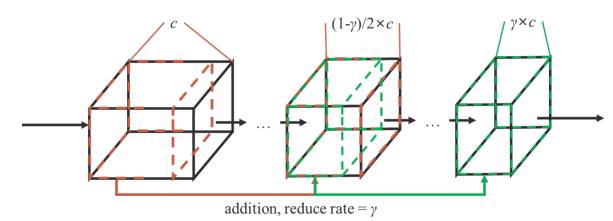 c
(1-γ)/2×c
γ×c
...
...
addition, reduce rate = γ